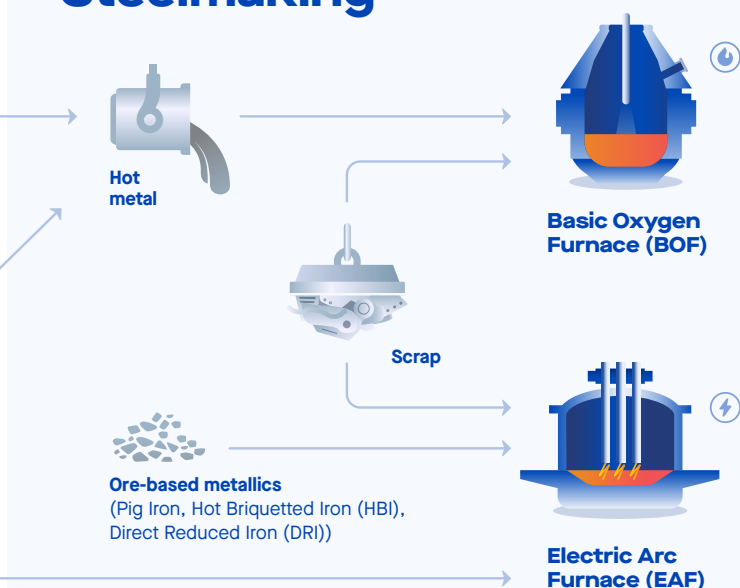 Steelmaking
Hot
metal
Basic Oxygen
Furnace (BOF)
Scrap
Ore-based metallics
(Pig Iron, Hot Briquetted Iron (HBI),
Direct Reduced Iron (DRI))
Electric Arc
Furnace (EAF)